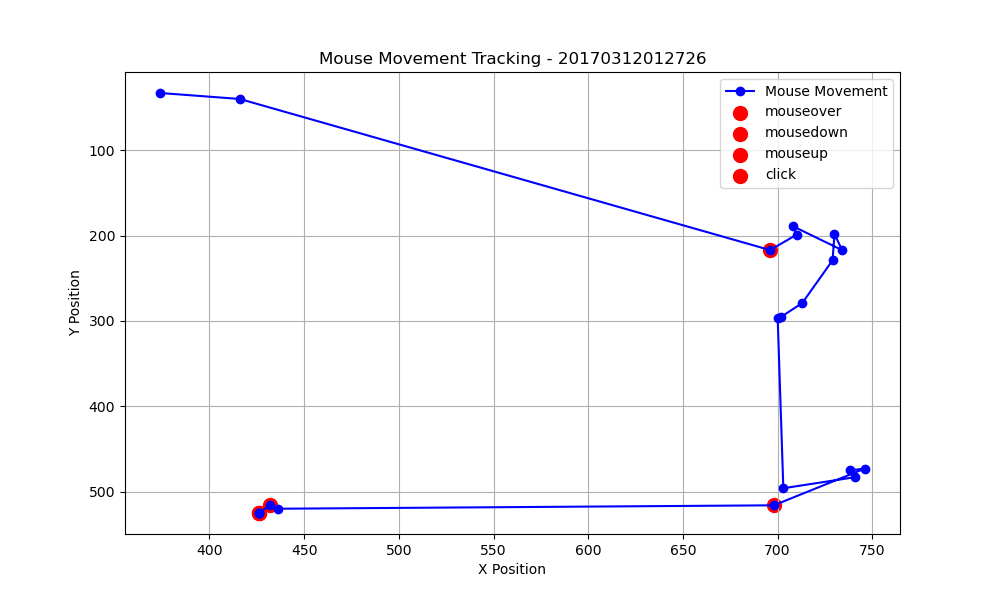 Mouse Movement Tracking - 20170312012726
Mouse Movement
mouseover
mousedown
mouseup
click
100
200
300
400
500
Y Position
400
450
500
550
600
650
700
750
X Position